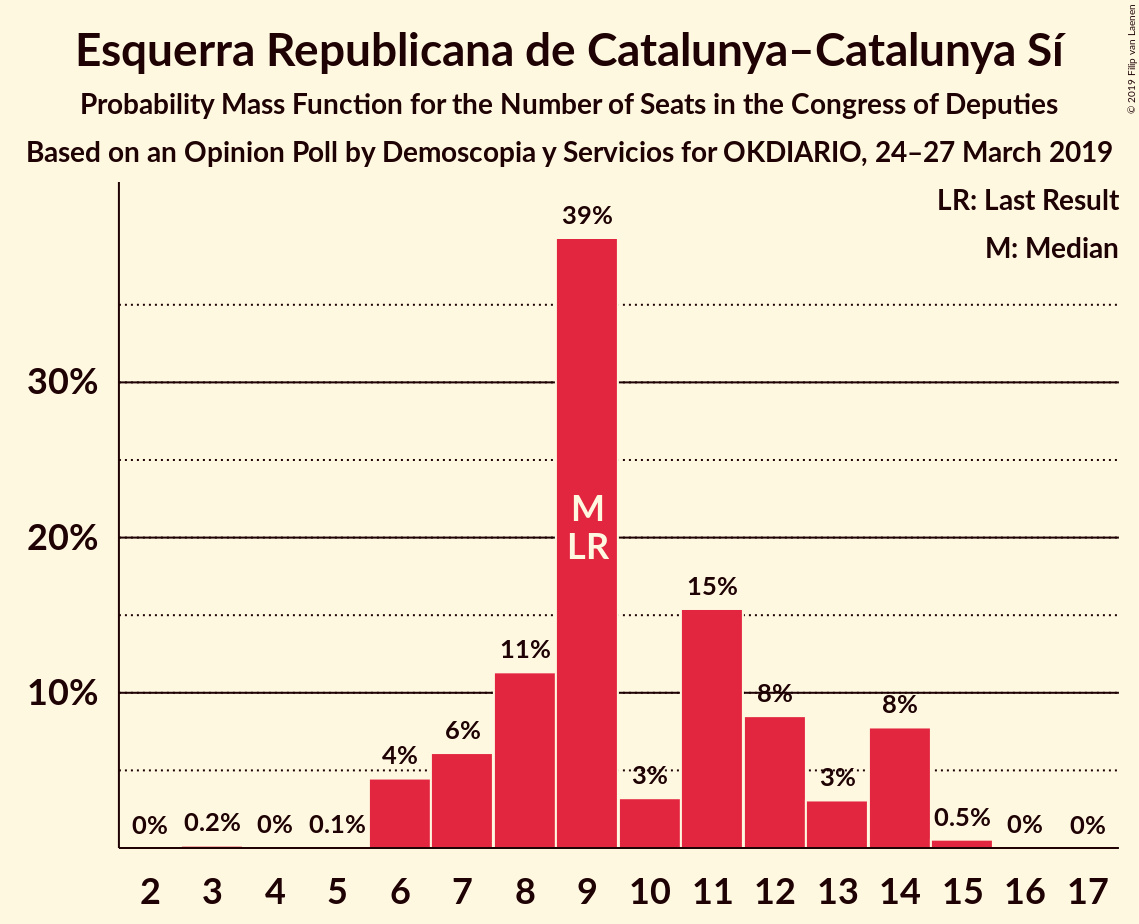 Esquerra Republicana de Catalunya–Catalunya Sí
Probability Mass Function for the Number of Seats in the Congress of Deputies
Based on an Opinion Poll by Demoscopia y Servicios for OKDIARIO, 24–27 March 2019
© 2019 Filip van Laenen
LR: Last Result
M: Median
30%
20%
10%
0%
0.2%
0%
0.1%
4%
6%
11%
39%
3%
15%
8%
3%
8%
0.5%
0%
0%
M
LR
2 3 4 5 6 7 8 9 10 11 12 13 14 15 16 17